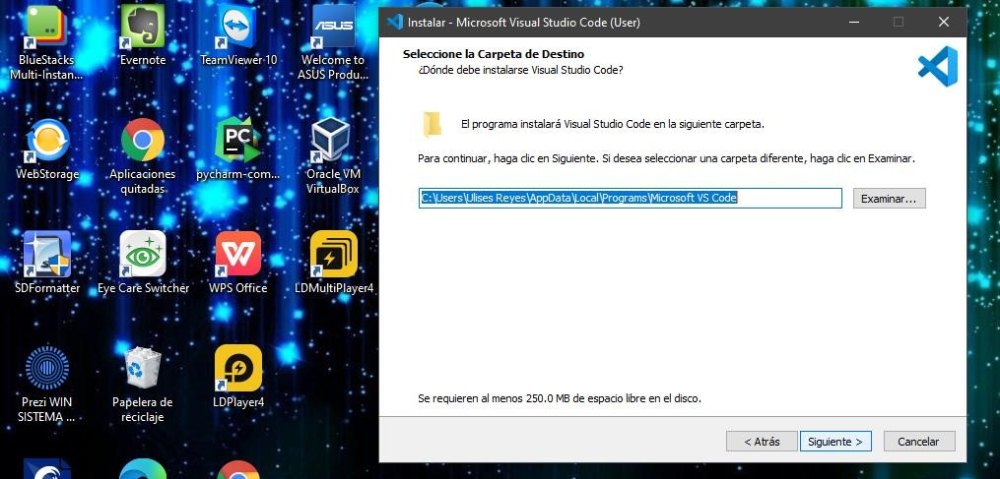 BlueStacks
Multi-Instan...
Evernote
TeamViewer 10
ASUS
Welcome to
ASUS Produ...
WebStorage
Aplicaciones
quitadas
PC
pycharm-com...
Oracle VM
VirtualBox
SDFormatter
Eye Care Switcher
WPS Office
LDMultiPlayer4
Prezi WIN
SISTEMA ...
Papelera de
reciclaje
LDPlayer4
Instalar - Microsoft Visual Studio Code (User)
Seleccione la Carpeta de Destino
¿Dónde debe instalarse Visual Studio Code?
El programa instalará Visual Studio Code en la siguiente carpeta.
Para continuar, haga clic en Siguiente. Si desea seleccionar una carpeta diferente, haga clic en Examinar.
C:\Users\Ulises Reyes\AppData\Local\Programs\Microsoft VS Code
Examinar...
Se requieren al menos 250.0 MB de espacio libre en el disco.
< Atrás
Siguiente >
Cancelar